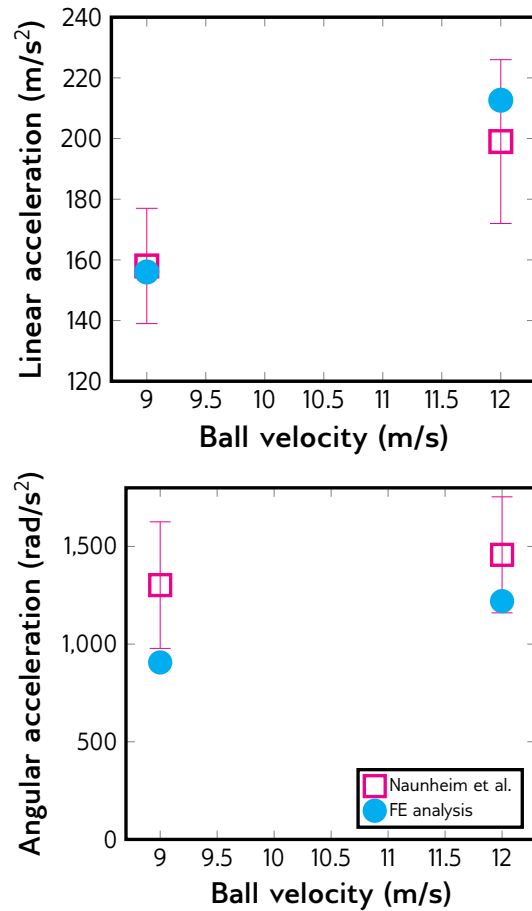 Linear acceleration (m/s²)
240
220
200
180
160
140
120
9 9.5 10 10.5 11 11.5 12
Ball velocity (m/s)
Angular acceleration (rad/s²)
1,500
1,000
500
0
Naunheim et al.
FE analysis
9 9.5 10 10.5 11 11.5 12
Ball velocity (m/s)